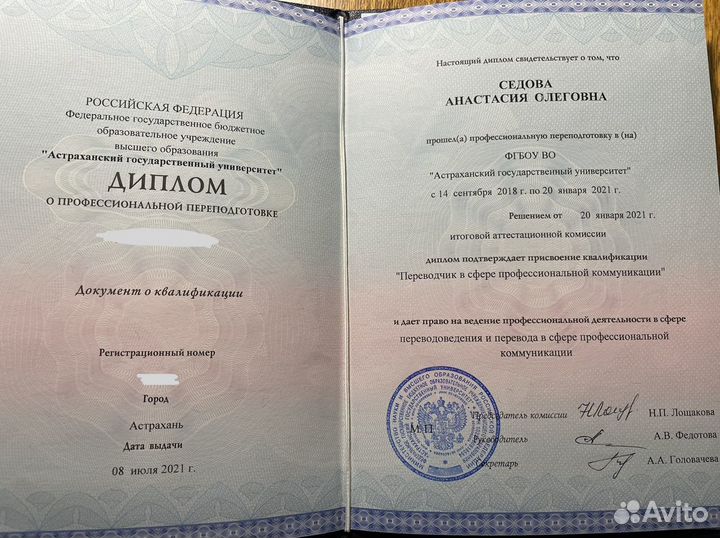 РОССИЙСКАЯ ФЕДЕРАЦИЯ
Федеральное государственное бюджетное
образовательное учреждение
высшего образования
"Астраханский государственный университет"
ДИПЛОМ
О ПРОФЕССИОНАЛЬНОЙ ПЕРЕПОДГОТОВКЕ
Документ о квалификации
Регистрационный номер
Город
Астрахань
Дата выдачи
08 июля 2021 г.
Настоящий диплом свидетельствует о том, что
СЕДОВА
АНАСТАСИЯ ОЛЕГОВНА
прошел(а) профессиональную переподготовку в (на)
ФГБОУ ВО
"Астраханский государственный университет"
с 14 сентября 2018 г. по 20 января 2021 г.
Решением от 20 января 2021 г.
итоговой аттестационной комиссии
диплом подтверждает присвоение квалификации
"Переводчик в сфере профессиональной коммуникации"
и дает право на ведение профессиональной деятельности в сфере
переводоведения и перевода в сфере профессиональной
коммуникации
Председатель комиссии Н.П. Лощакова
М.П.
Руководитель А.В. Федотова
Секретарь А.А. Головачева
Avito